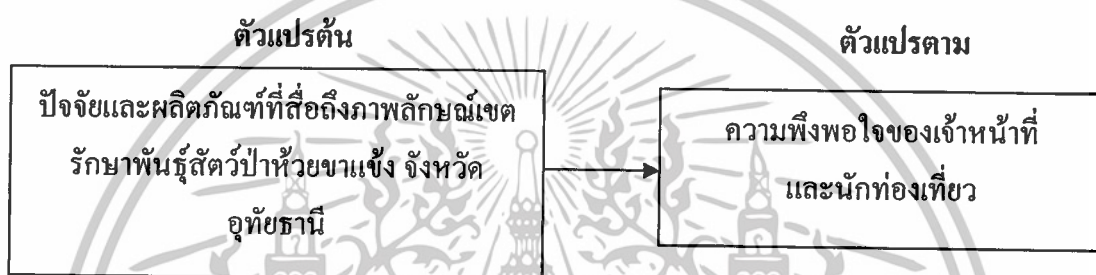 ตัวแปรต้น
ตัวแปรตาม
ปัจจัยและผลิตภัณฑ์ที่สื่อถึงภาพลักษณ์เขต
รักษาพันธุ์สัตว์ป่าห้วยขาแข้ง จังหวัด
อุทัยธานี
ความพึงพอใจของเจ้าหน้าที่
และนักท่องเที่ยว